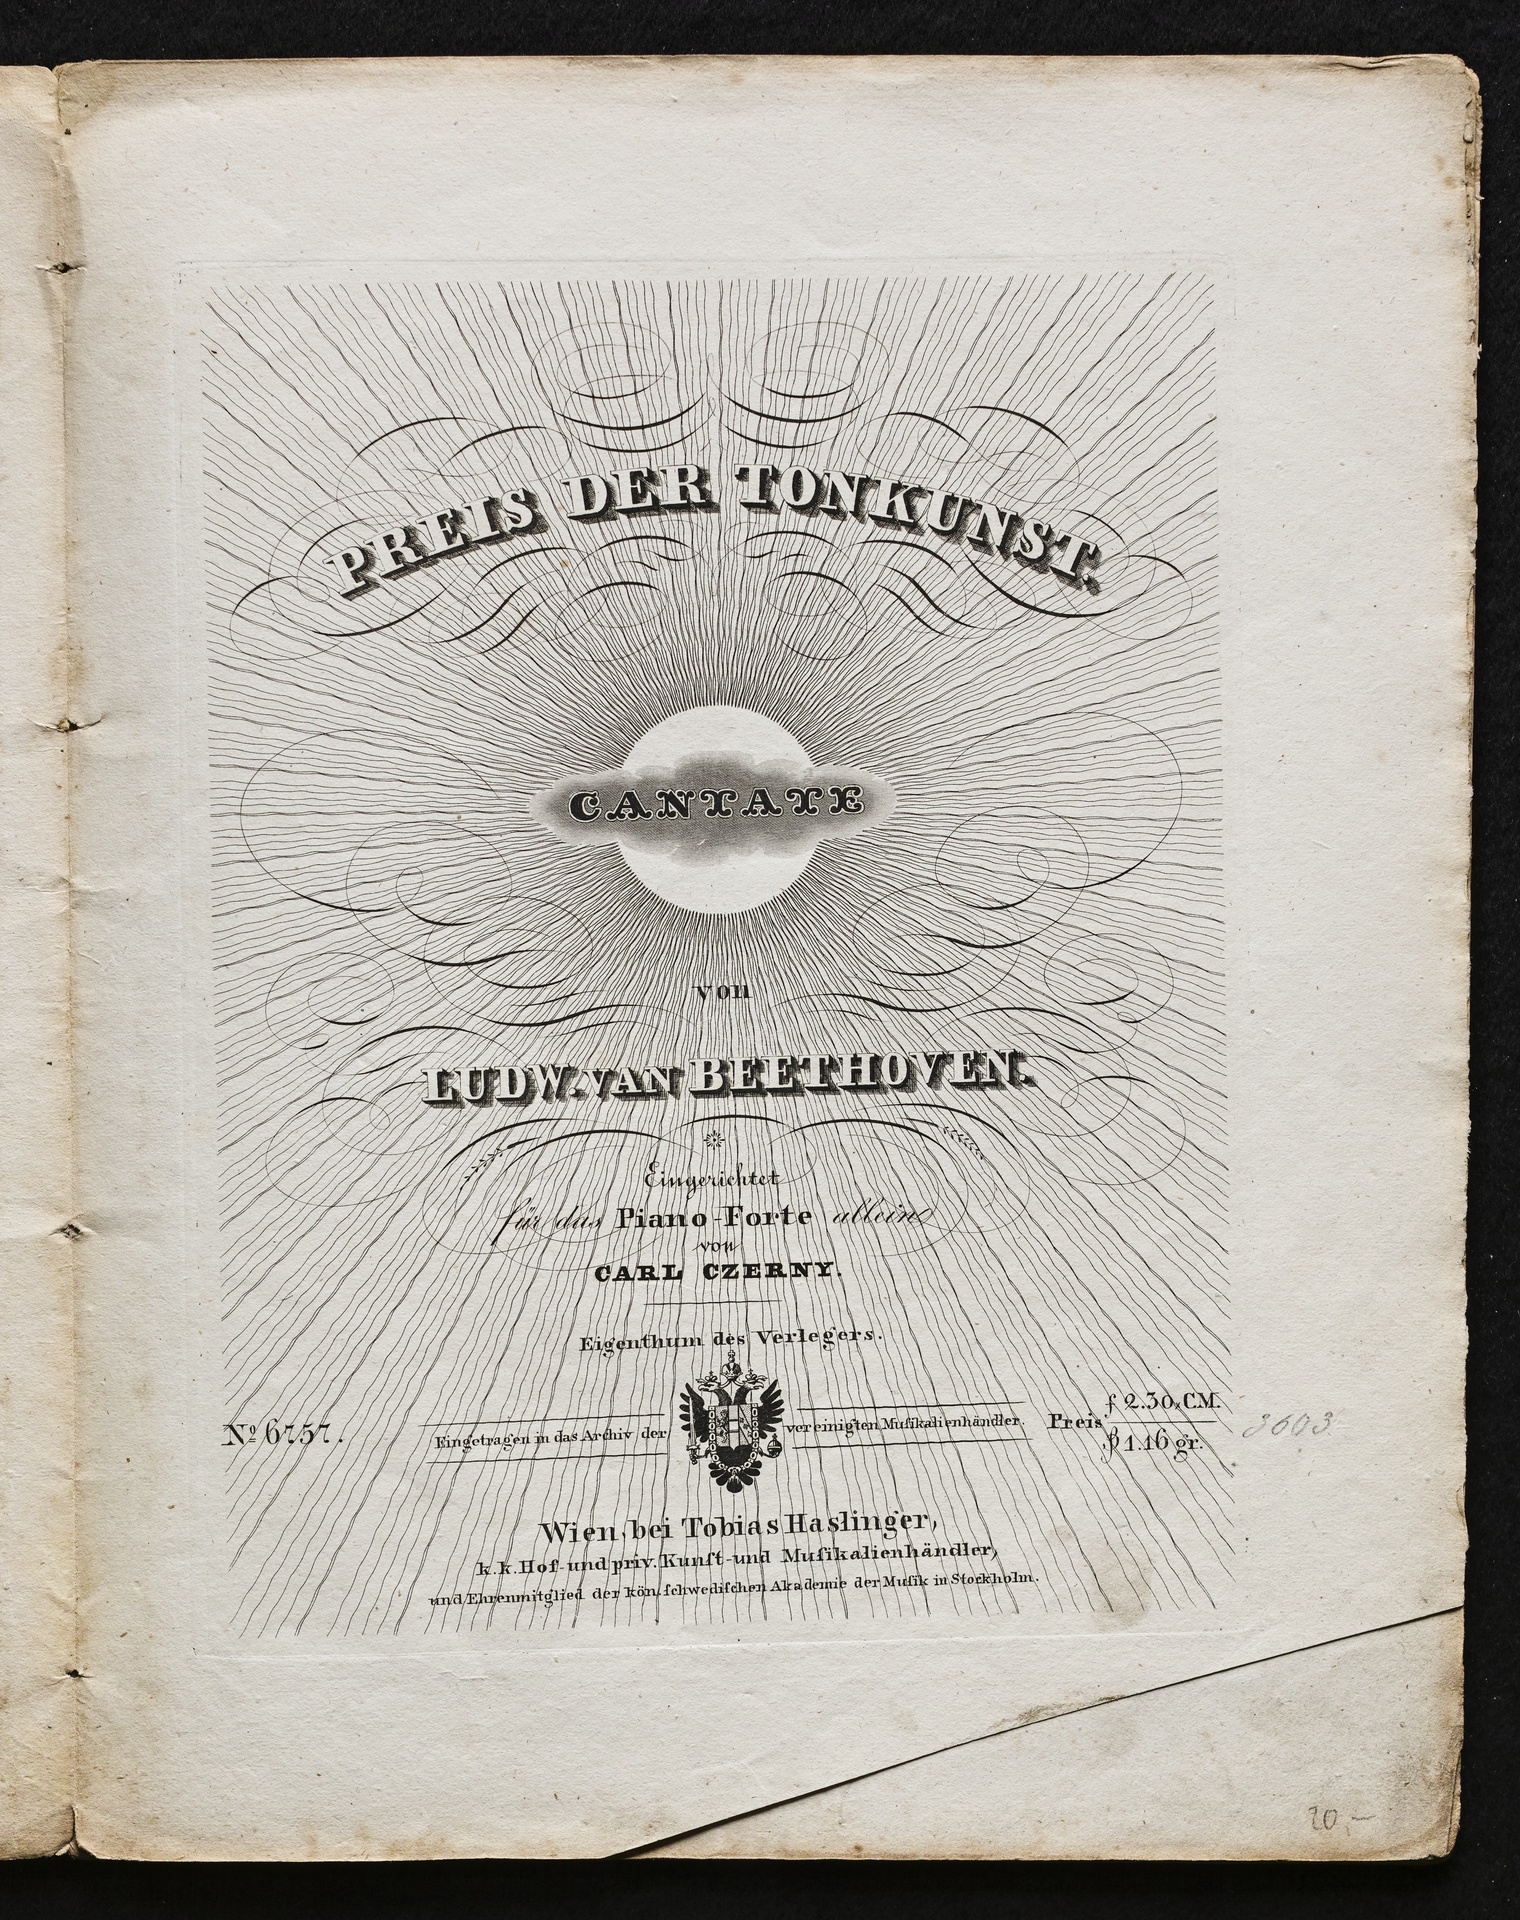 PREIS DER TONKUNST.
CANTATE
von
LUDW. VAN BEETHOVEN.
Eingerichtet
für das Piano-Forte allein
von
CARL CZERNY.
Eigenthum des Verlegers.
No 6757.
Eingetragen in das Archiv der vereinigten Muſikalienhändler.
Preis f 2.30 x C.M.
₰ 1.16 gr.
3603
Wien, bei Tobias Haslinger,
k. k. Hof- und priv. Kunſt- und Muſikalienhändler,
und Ehrenmitglied der kön. ſchwediſchen Akademie der Muſik in Stockholm.
20,—